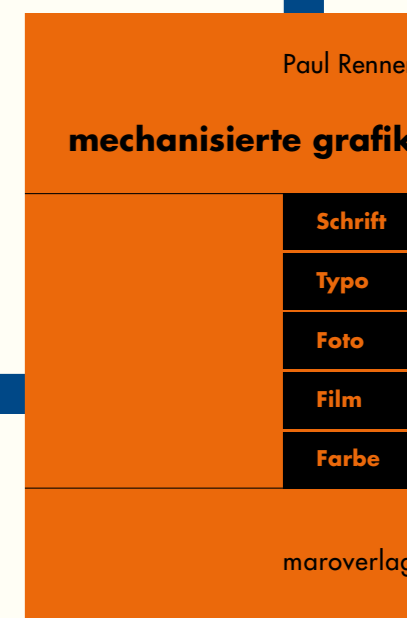 Paul Renne
mechanisierte grafik
Schrift
Typo
Foto
Film
Farbe
maroverlag